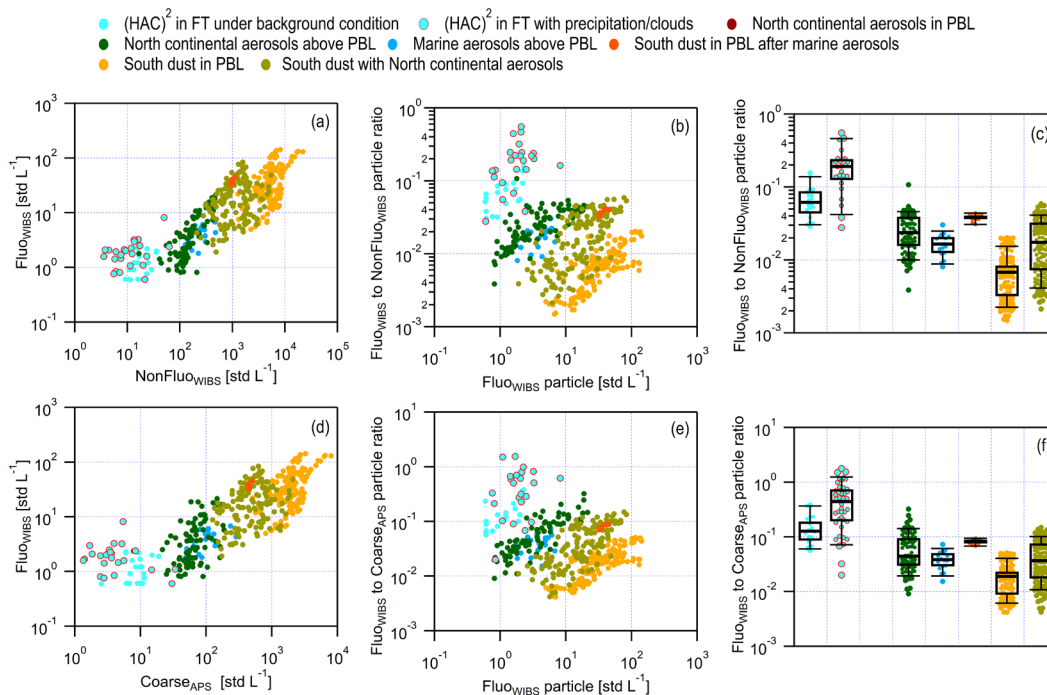 (HAC)² in FT under background condition (HAC)² in FT with precipitation/clouds North continental aerosols in PBL
North continental aerosols above PBL Marine aerosols above PBL South dust in PBL after marine aerosols
South dust in PBL South dust with North continental aerosols
(a)
Fluo_WIBS [std L⁻¹]
10³
10²
10¹
10⁰
10⁻¹
10⁰ 10¹ 10² 10³ 10⁴ 10⁵
NonFluo_WIBS [std L⁻¹]
(b)
Fluo_WIBS to NonFluo_WIBS particle ratio
10⁰
6
4
2
10⁻¹
6
4
2
10⁻²
6
4
2
10⁻³
10⁻¹ 10⁰ 10¹ 10² 10³
Fluo_WIBS particle [std L⁻¹]
(c)
Fluo_WIBS to NonFluo_WIBS particle ratio
10⁰
6
4
2
10⁻¹
6
4
2
10⁻²
6
4
2
10⁻³
(d)
Fluo_WIBS [std L⁻¹]
10³
10²
10¹
10⁰
10⁻¹
10⁰ 10¹ 10² 10³ 10⁴
Coarse_APS [std L⁻¹]
(e)
Fluo_WIBS to Coarse_APS particle ratio
10¹
10⁰
10⁻¹
10⁻²
10⁻³
10⁻¹ 10⁰ 10¹ 10² 10³
Fluo_WIBS particle [std L⁻¹]
(f)
Fluo_WIBS to Coarse_APS particle ratio
10¹
10⁰
10⁻¹
10⁻²
10⁻³